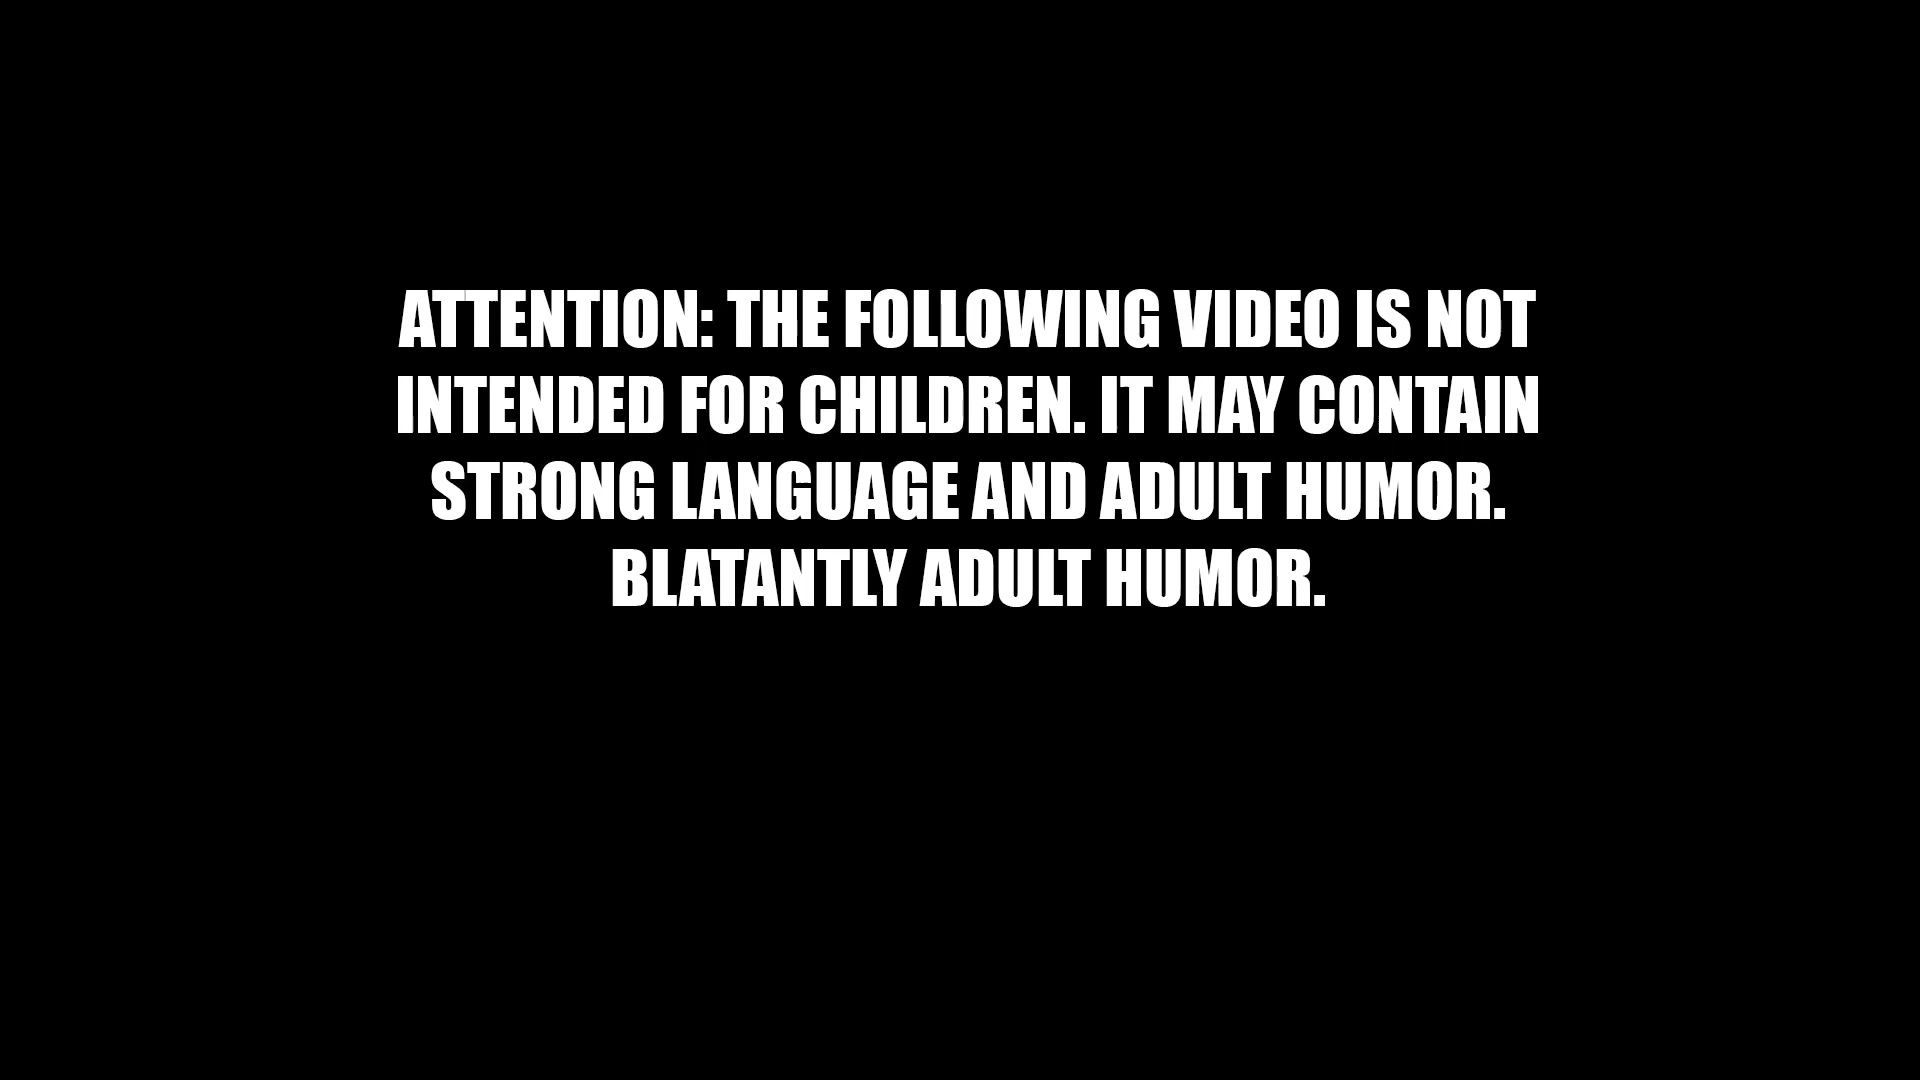 ATTENTION: THE FOLLOWING VIDEO IS NOT
INTENDED FOR CHILDREN. IT MAY CONTAIN
STRONG LANGUAGE AND ADULT HUMOR.
BLATANTLY ADULT HUMOR.